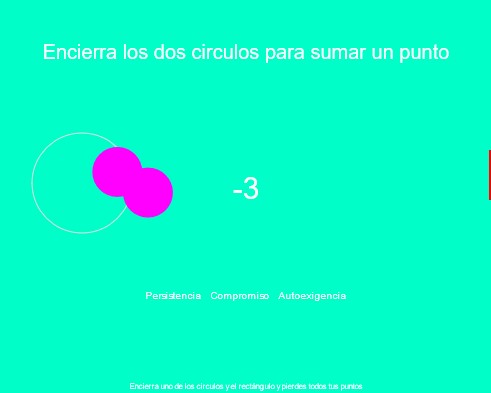 Encierra los dos circulos para sumar un punto
-3
Persistencia Compromiso Autoexigencia
Encierra uno de los circulos y el rectángulo y pierdes todos tus puntos